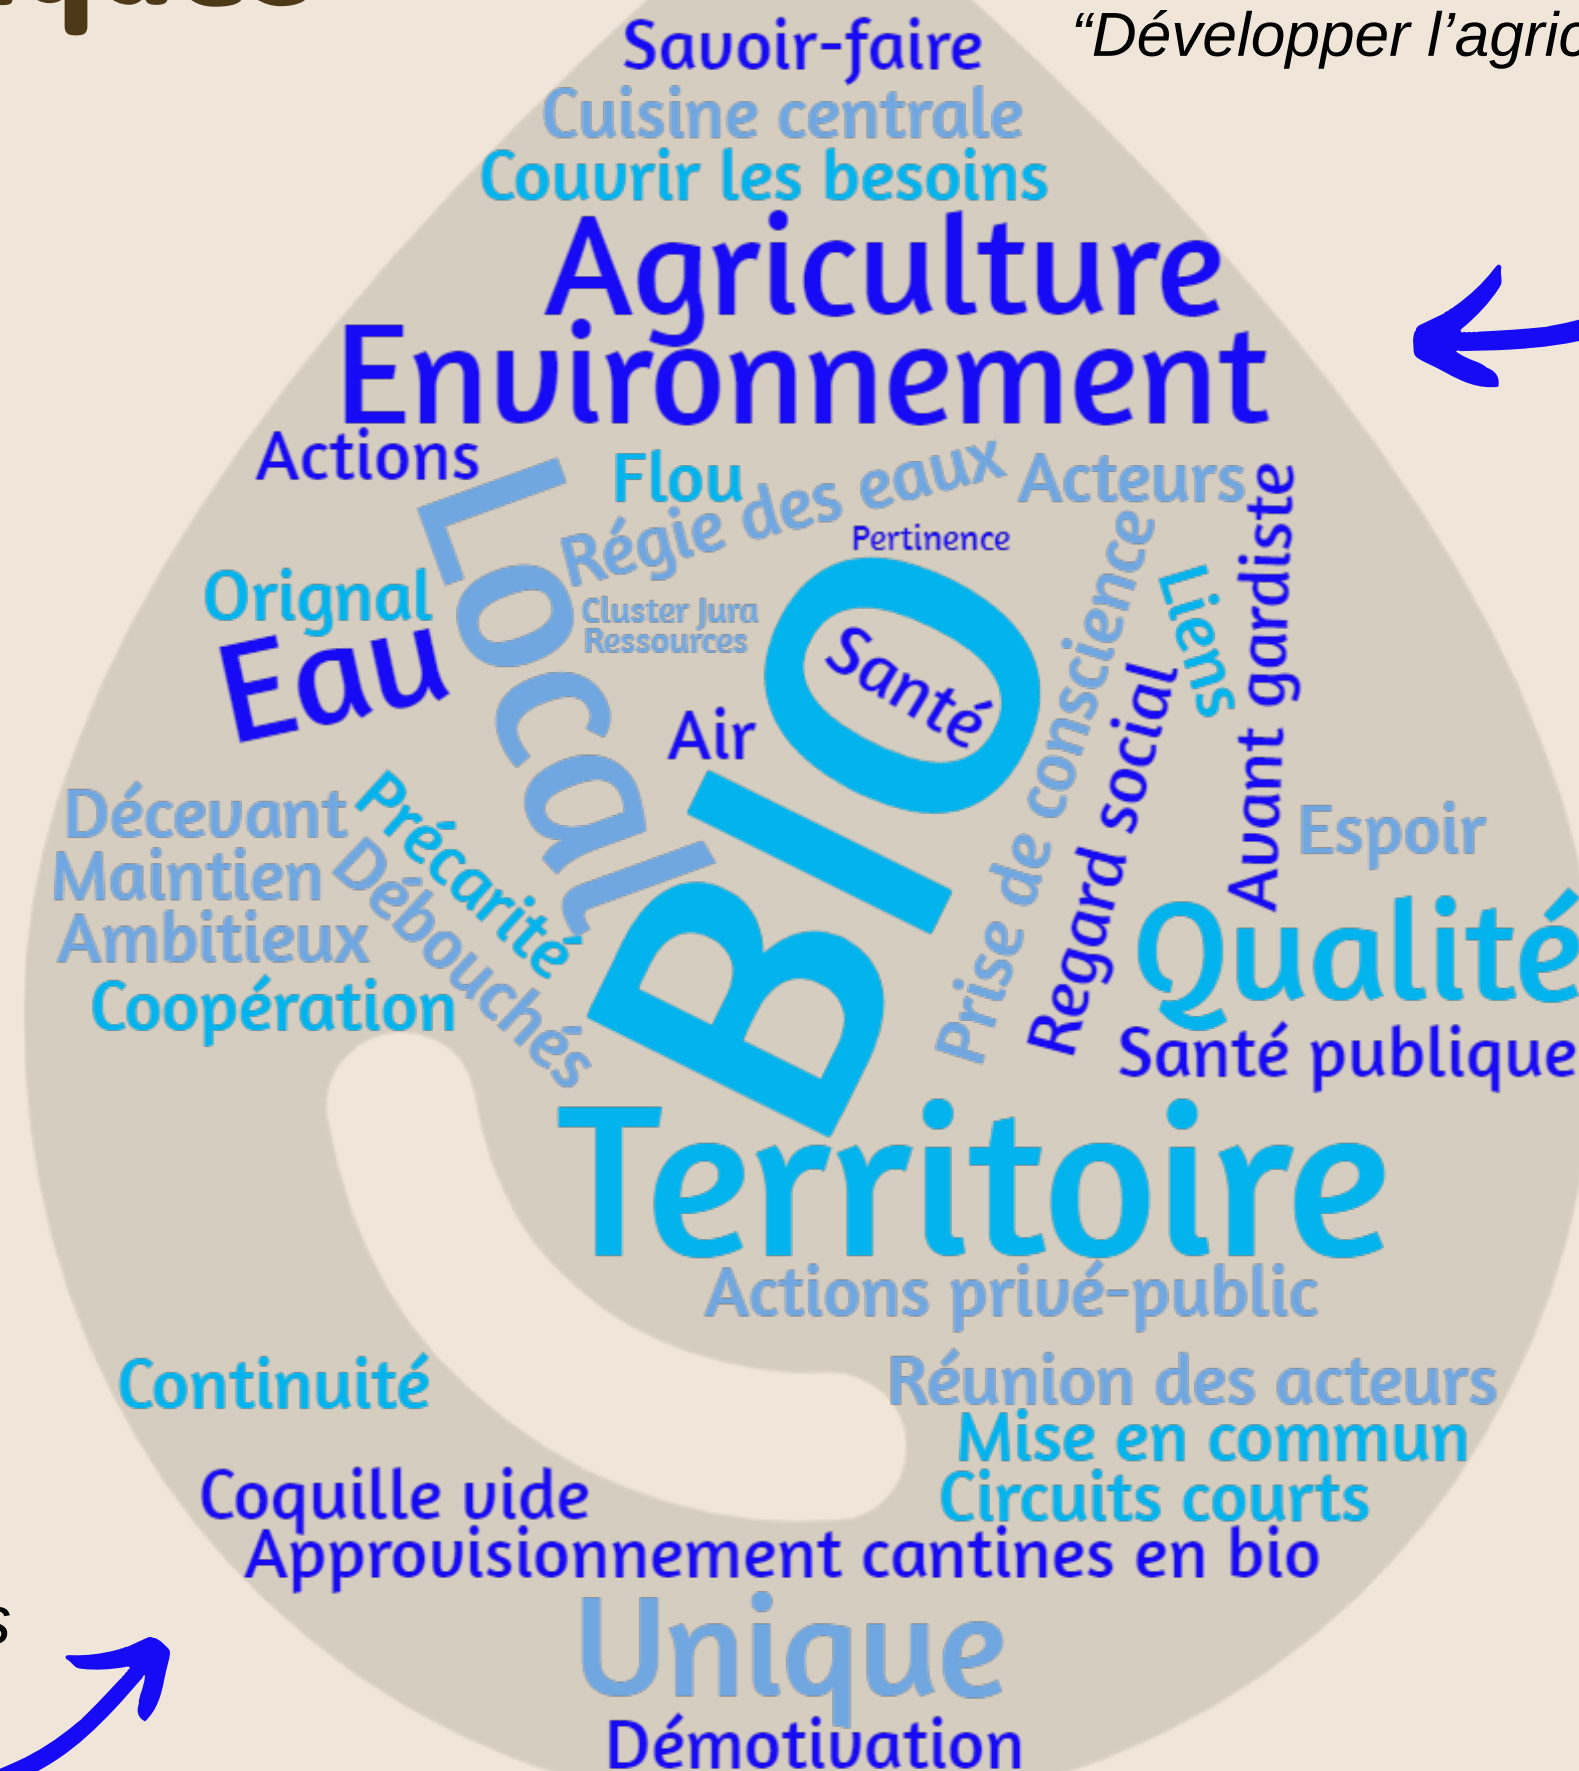 “Développer l’agric
Savoir-faire
Cuisine centrale
Couvrir les besoins
Agriculture
Environnement
Actions
Flou
Régie des eaux
Acteurs
Pertinence
Local
Orignal
Eau
Cluster Jura
Ressources
Santé
Air
BIO
Prise de conscience
Liens
Regard social
Avant gardiste
Décevant
Précarité
Maintien
Débouchés
Ambitieux
Coopération
Espoir
Qualité
Santé publique
Territoire
Actions privé-public
Continuité
Réunion des acteurs
Mise en commun
Circuits courts
Coquille vide
Approvisionnement cantines en bio
Unique
Démotivation
s